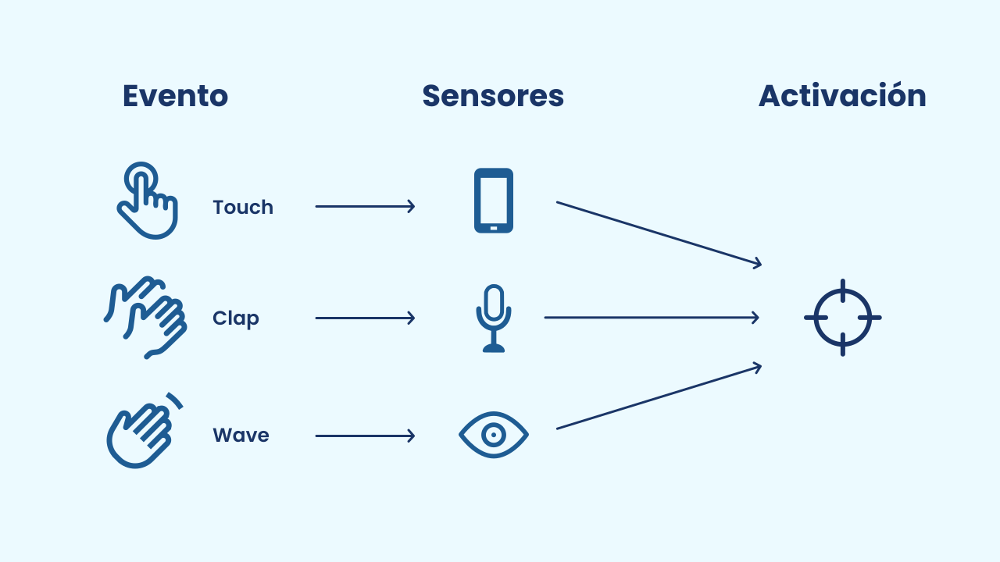 Evento
Sensores
Activación
Touch
Clap
Wave